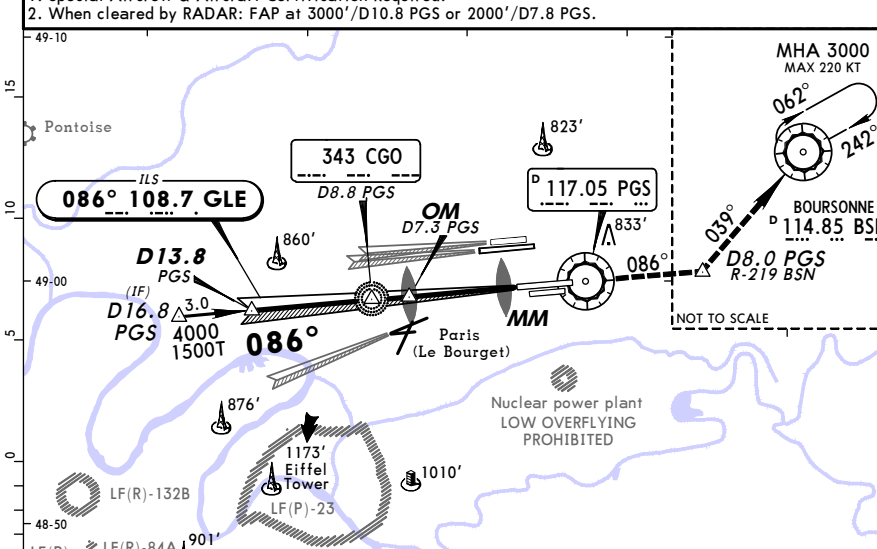 2. When cleared by RADAR: FAP at 3000'/D10.8 PGS or 2000'/D7.8 PGS.
49-10
MHA 3000
MAX 220 KT
062°
242°
15
Pontoise
823'
343 CGO
D8.8 PGS
ILS
086° 108.7 GLE
D 117.05 PGS
OM
D7.3 PGS
833'
10
860'
BOURSONNE
D 114.85 BSN
039°
D13.8
PGS
086°
D8.0 PGS
R-219 BSN
49-00
(IF)
D16.8
PGS
3.0
4000
1500T
086°
MM
NOT TO SCALE
5
Paris
(Le Bourget)
Nuclear power plant
LOW OVERFLYING
PROHIBITED
876'
0
1173'
Eiffel
Tower
1010'
LF(R)-132B
LF(P)-23
48-50
LF(R)-84A
901'